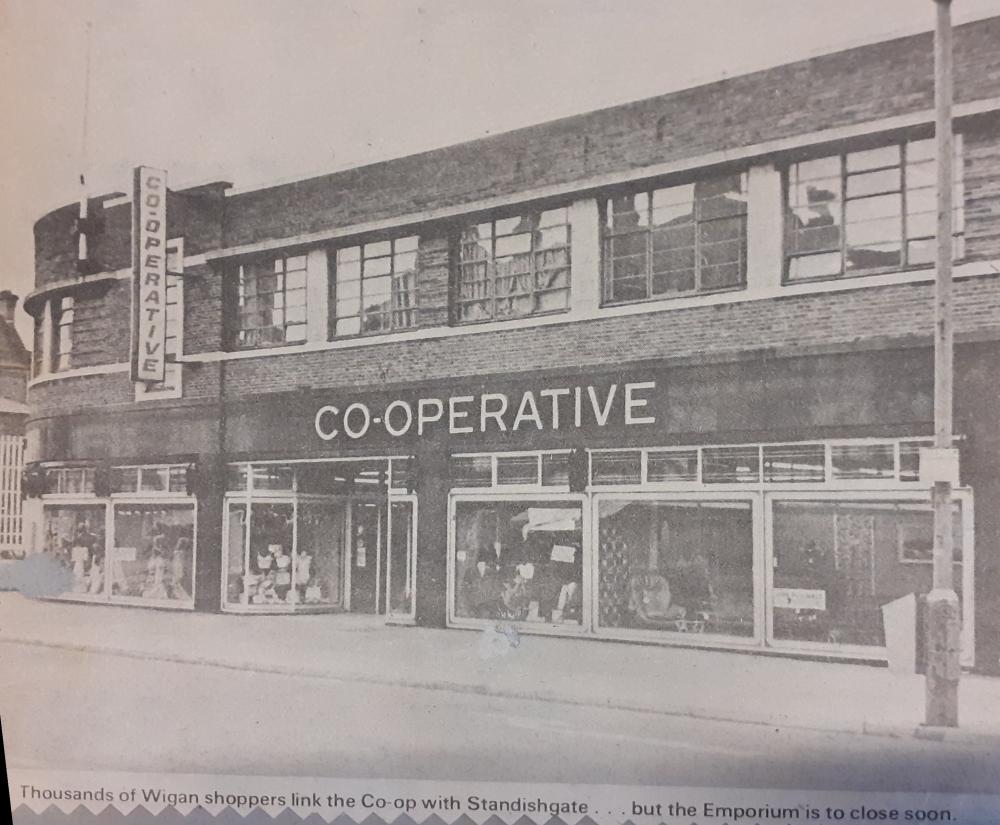 CO-OPERATIVE
CO-OPERATIVE
Thousands of Wigan shoppers link the Co-op with Standishgate . . . but the Emporium is to close soon.